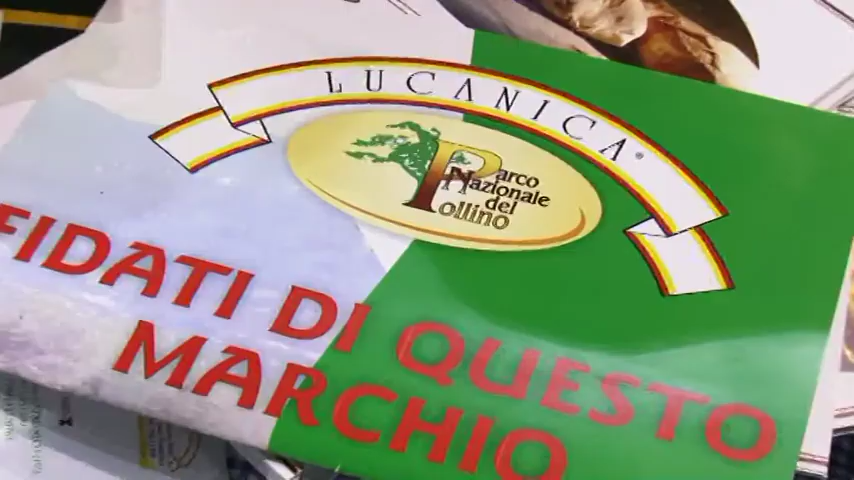 LUCANICA®
Parco
Nazionale
del
Pollino
FIDATI DI QUESTO
MARCHIO